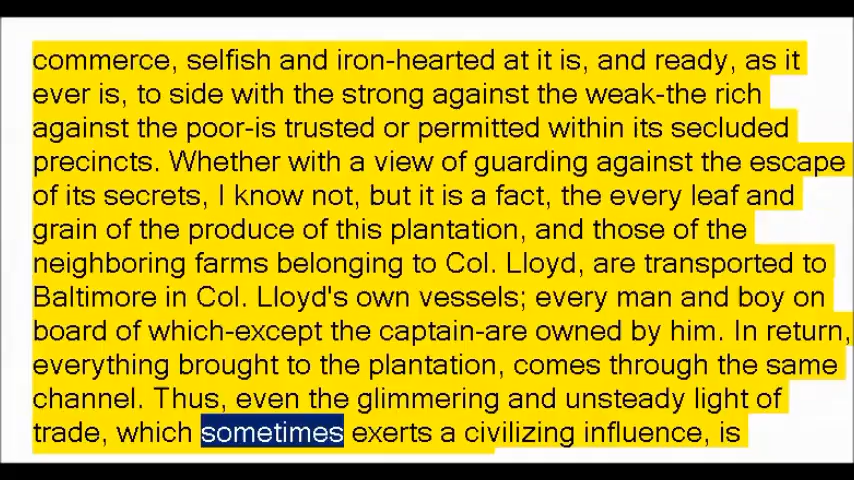 commerce, selfish and iron-hearted at it is, and ready, as it
ever is, to side with the strong against the weak-the rich
against the poor-is trusted or permitted within its secluded
precincts. Whether with a view of guarding against the escape
of its secrets, I know not, but it is a fact, the every leaf and
grain of the produce of this plantation, and those of the
neighboring farms belonging to Col. Lloyd, are transported to
Baltimore in Col. Lloyd's own vessels; every man and boy on
board of which-except the captain-are owned by him. In return,
everything brought to the plantation, comes through the same
channel. Thus, even the glimmering and unsteady light of
trade, which sometimes exerts a civilizing influence, is